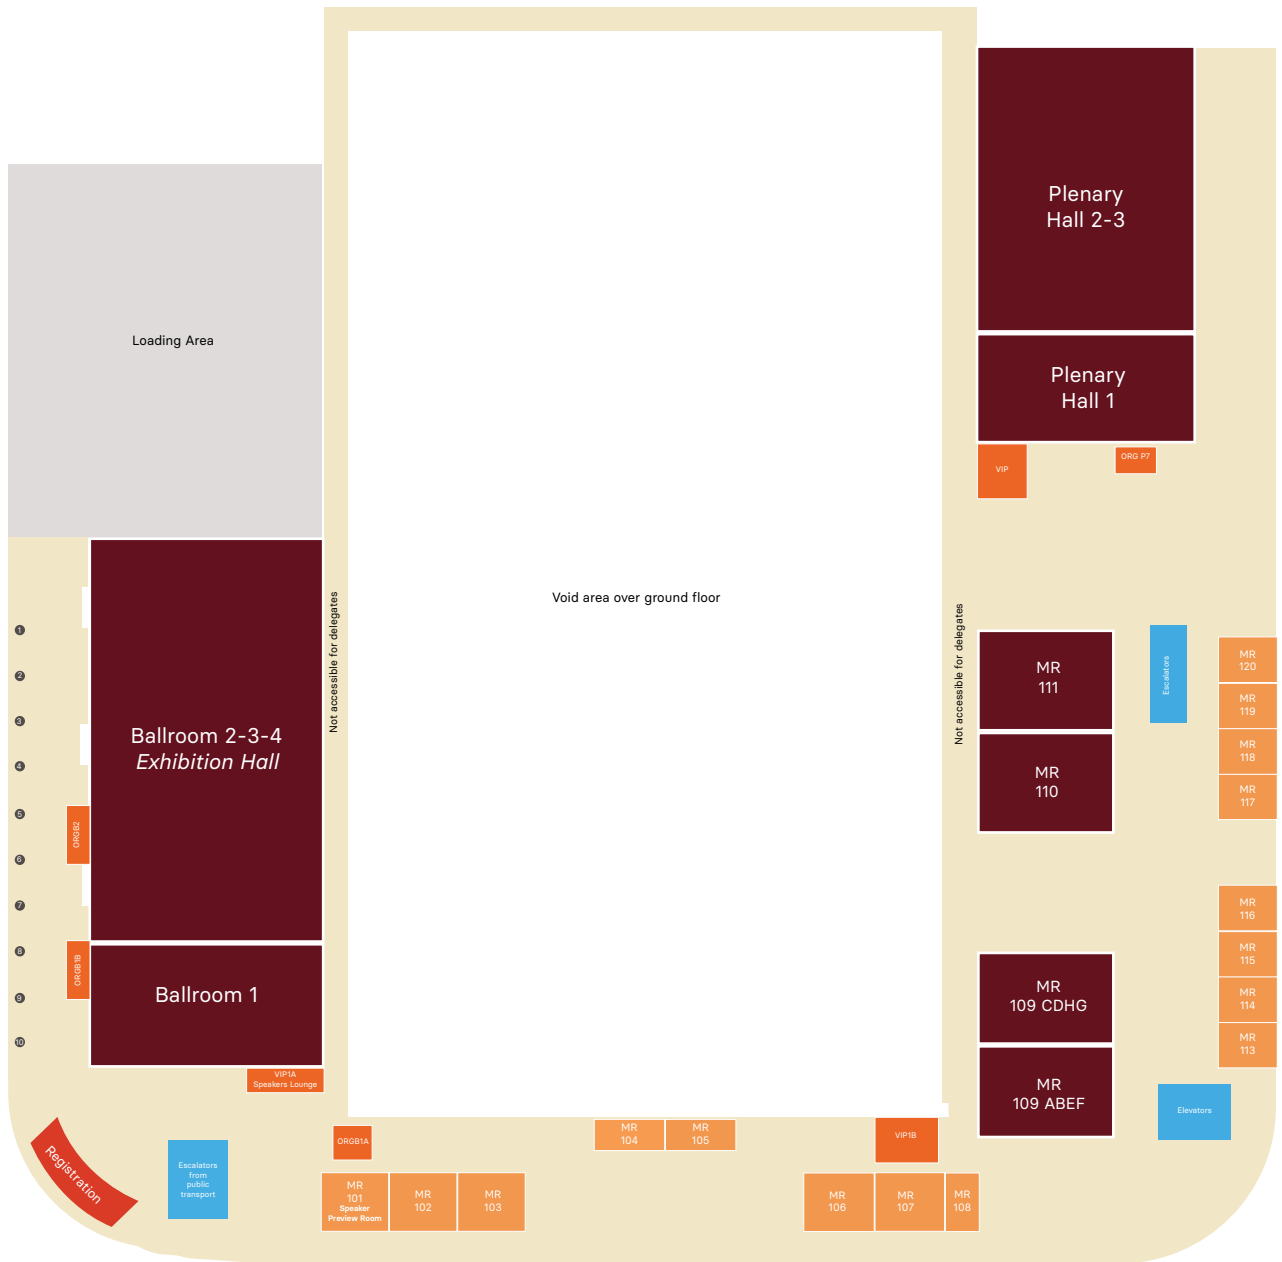 Plenary
Hall 2-3
Loading Area
Plenary
Hall 1
VIP
ORG P7
Not accessible for delegates
Void area over ground floor
Not accessible for delegates
1
2
3
4
5
6
7
8
9
10
Ballroom 2-3-4
Exhibition Hall
ORGB2
ORGB1B
Ballroom 1
VIP1A
Speakers Lounge
MR
111
MR
110
Escalators
MR
120
MR
119
MR
118
MR
117
MR
116
MR
115
MR
114
MR
113
MR
109 CDHG
MR
109 ABEF
Elevators
Registration
Escalators
from
public
transport
ORGB1A
MR
101
Speaker
Preview Room
MR
102
MR
103
MR
104
MR
105
VIP1B
MR
106
MR
107
MR
108